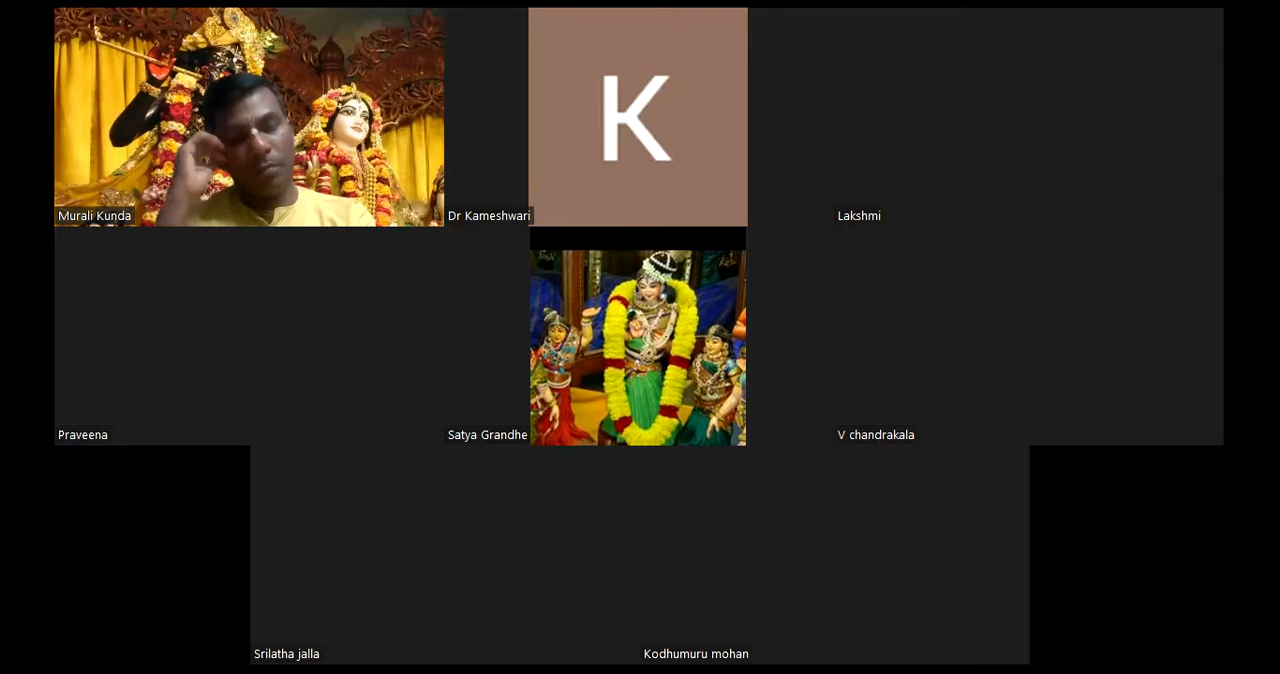 Murali Kunda
Dr Kameshwari
K
Lakshmi
Praveena
Satya Grandhe
V chandrakala
Srilatha jalla
Kodhumuru mohan